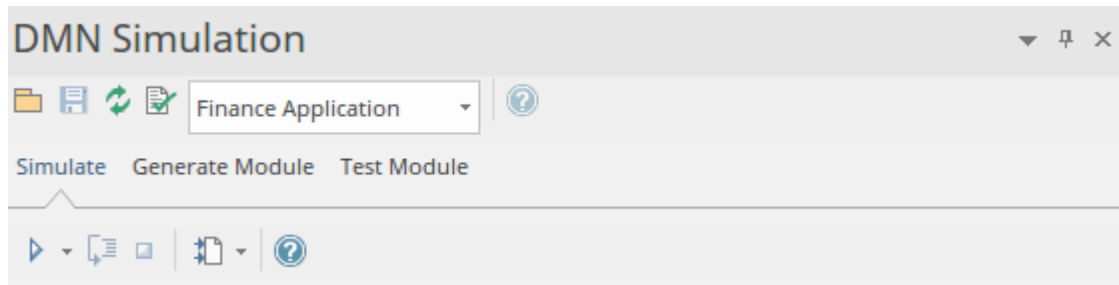 DMN Simulation
Finance Application
Simulate Generate Module Test Module